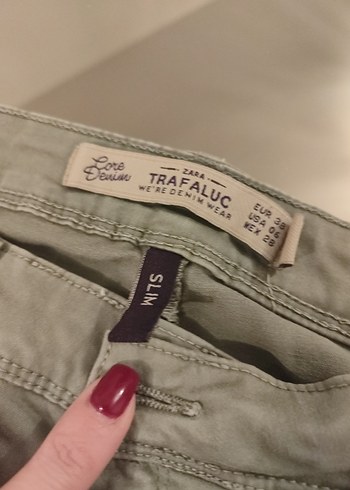 Core
Denim
ZARA
TRAFALUC
WE'RE DENIM WEAR
EUR 38
USA 06
MEX 28
SLIM